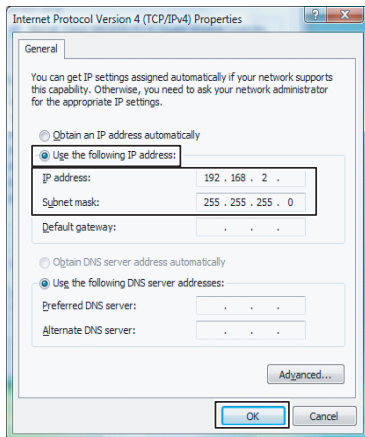 Internet Protocol Version 4 (TCP/IPv4) Properties
General
You can get IP settings assigned automatically if your network supports
this capability. Otherwise, you need to ask your network administrator
for the appropriate IP settings.
Obtain an IP address automatically
Use the following IP address:
IP address: 192 . 168 . 2 .
Subnet mask: 255 . 255 . 255 . 0
Default gateway: . . .
Obtain DNS server address automatically
Use the following DNS server addresses:
Preferred DNS server: . . .
Alternate DNS server: . . .
Advanced...
OK Cancel